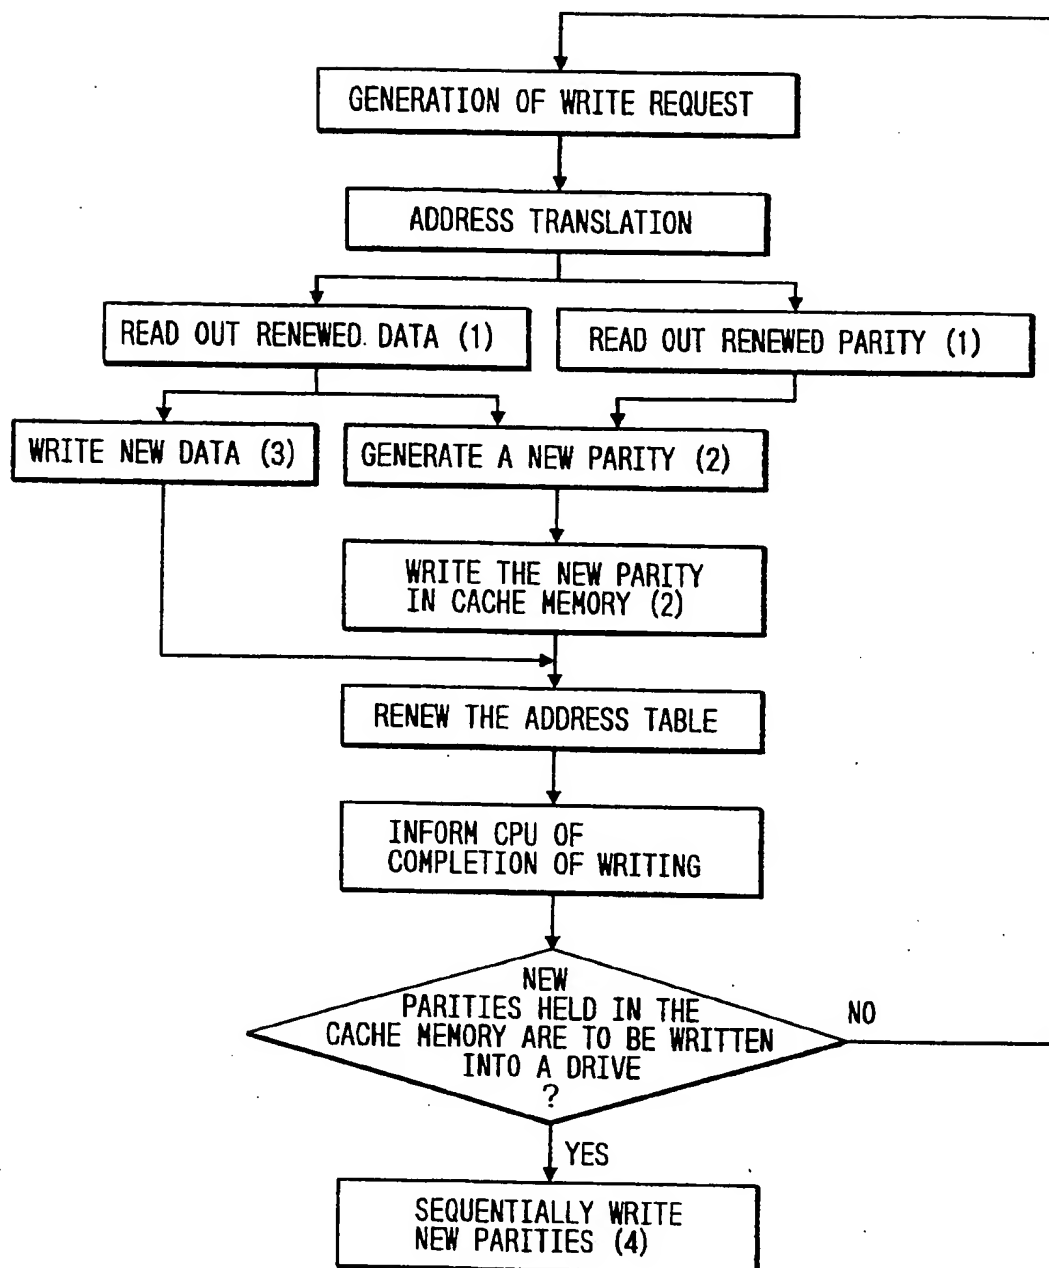 GENERATION OF WRITE REQUEST
ADDRESS TRANSLATION
READ OUT RENEWED. DATA (1)
READ OUT RENEWED PARITY (1)
WRITE NEW DATA (3)
GENERATE A NEW PARITY (2)
WRITE THE NEW PARITY
IN CACHE MEMORY (2)
RENEW THE ADDRESS TABLE
INFORM CPU OF
COMPLETION OF WRITING
NEW
PARITIES HELD IN THE
CACHE MEMORY ARE TO BE WRITTEN
INTO A DRIVE
?
NO
YES
SEQUENTIALLY WRITE
NEW PARITIES (4)